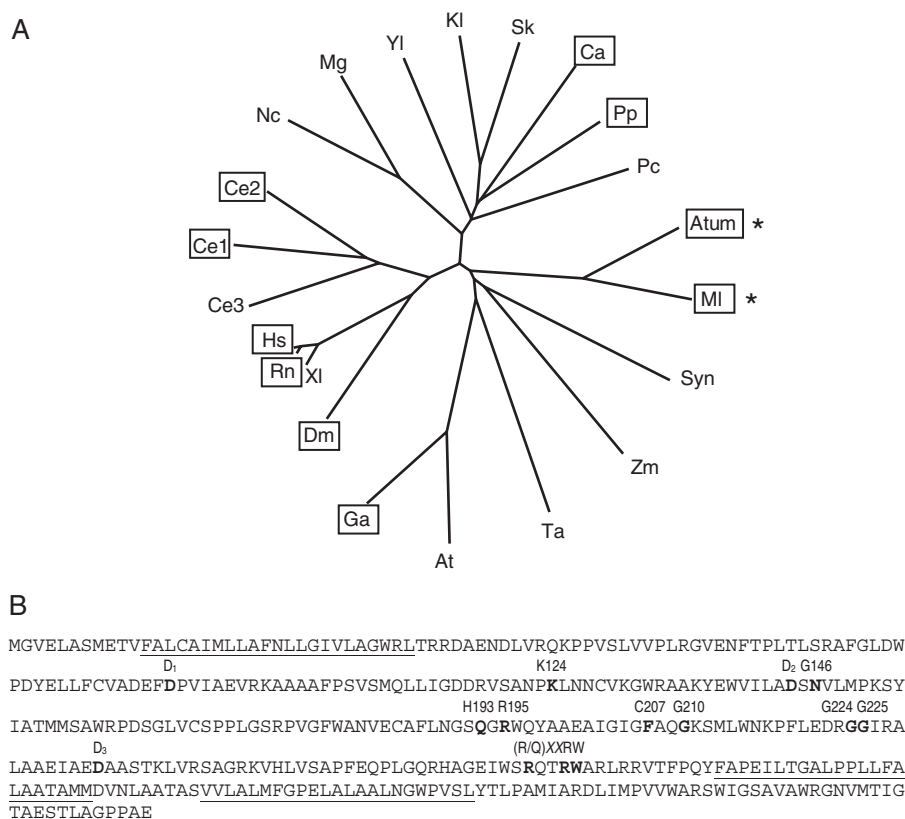 A
Kl
Sk
Yl
Ca
Mg
Pp
Nc
Pc
Ce2
Atum *
Ce1
Ml *
Ce3
Hs
Rn
Xl
Syn
Dm
Zm
Ga
Ta
At
B
MGVELASMETVFALCAIMLLAFNLLGIVLAGWRLTRRDAENDLVRQKPPVSLVVPLRGVENFTPLTLSRAFGLDW
D1 K124 D2 G146
PDYELLFCVADEFDPVIAEVRKAAAAFPSVSMQLLIGDDRVSANPKLNNCVKGWRAAKYEWVILADSNVLMPKSY
H193 R195 C207 G210 G224 G225
IATMMSAWRPDSGLVCSPPLGSRPVGFWANVECAFLNGSQGRWQYAAEAIGIGFAQGKSMLWNKPFLEDRGGIRA
D3 (R/Q)XXRW
LAAEIAEDAASTKLVRSAGRKVHLVSAPFEQPLGQRHAGEIWSRQTRWARLRRVTFPQYFAPEILTGALPPLLFA
LAATAMMDVNLAATASVVLALMFGPELALAALNGWPVSLYTLPAMIARDLIMPVVWARSWIGSAVAWRGNVMTIG
TAESTLAGPPAE